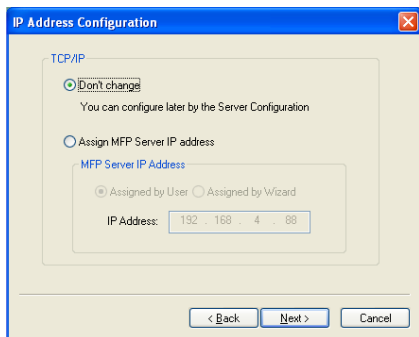 IP Address Configuration
TCP/IP
Don't change
You can configure later by the Server Configuration
Assign MFP Server IP address
MFP Server IP Address
Assigned by User Assigned by Wizard
IP Address: 192 . 168 . 4 . 88
< Back Next > Cancel